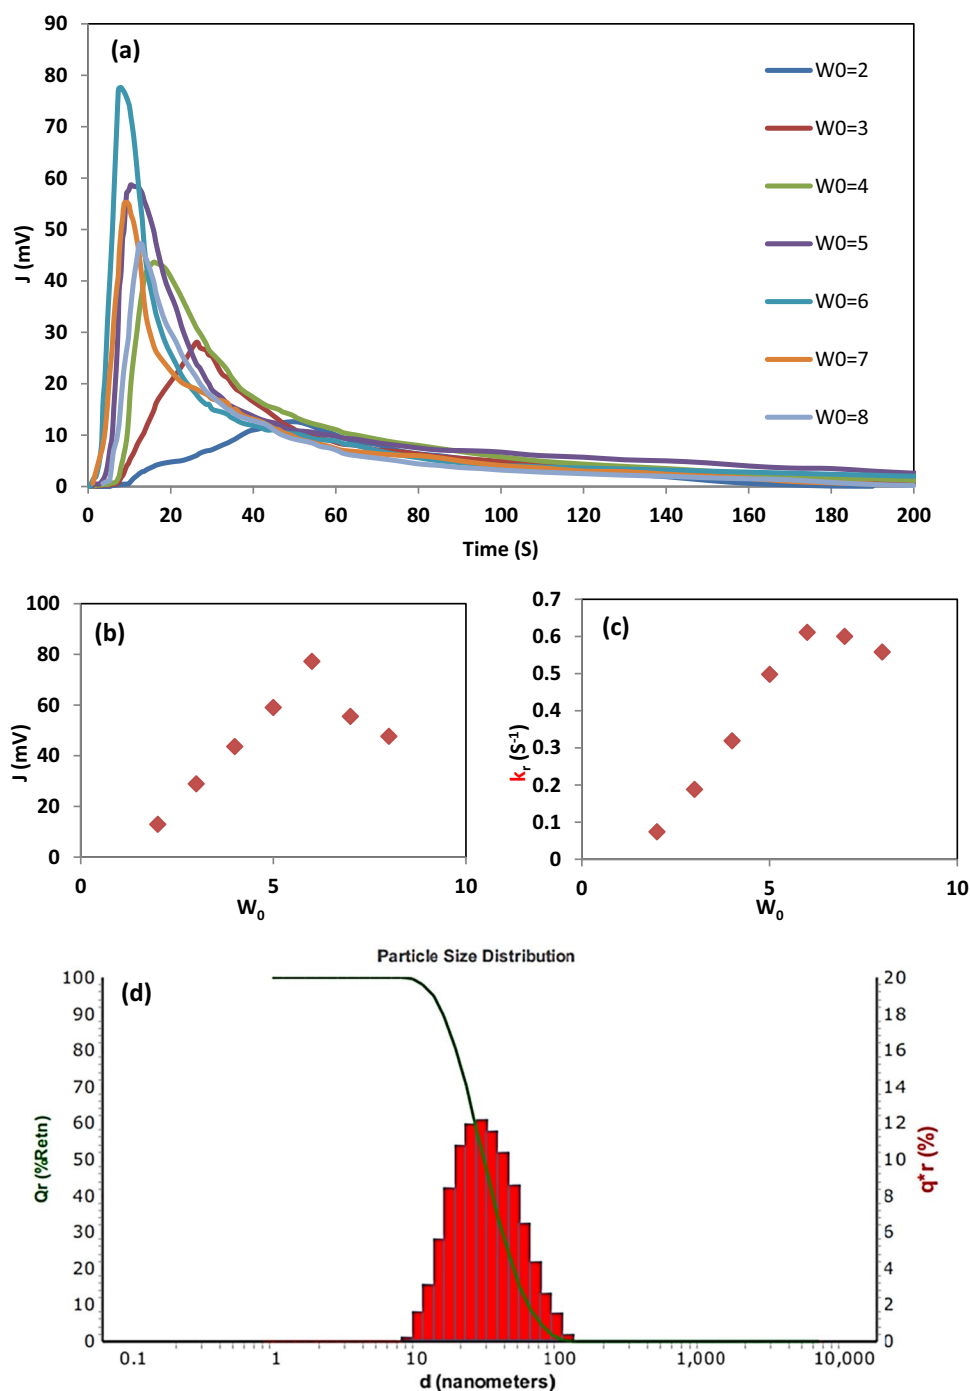 (a)
90
80
70
60
50
40
30
20
10
0
J (mV)
W0=2
W0=3
W0=4
W0=5
W0=6
W0=7
W0=8
0 20 40 60 80 100 120 140 160 180 200
Time (S)
(b)
100
80
60
40
20
0
J (mV)
0 5 10
W0
(c)
0.7
0.6
0.5
0.4
0.3
0.2
0.1
0
kr (S-1)
0 5 10
W0
Particle Size Distribution
(d)
100
90
80
70
60
50
40
30
20
10
0
Qr (%Retn)
20
18
16
14
12
10
8
6
4
2
0
q*r (%)
0.1 1 10 100 1,000 10,000
d (nanometers)